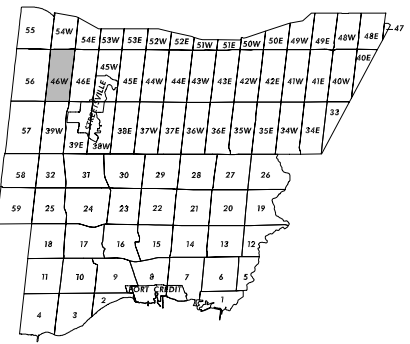 55 54W 54E 53W 53E 52W 52E 51W 51E 50W 50E 49W 49E 48W 48E 47
56 46W 46E 45W 45E 44W 44E 43W 43E 42W 42E 41W 41E 40W 40E
STREETSVILLE
57 39W 39E 38W 38E 37W 37E 36W 36E 35W 35E 34W 34E 33
58 32 31 30 29 28 27 26
59 25 24 23 22 21 20 19
18 17 16 15 14 13 12
11 10 9 8 7 6 5
PORT CREDIT
4 3 2 1